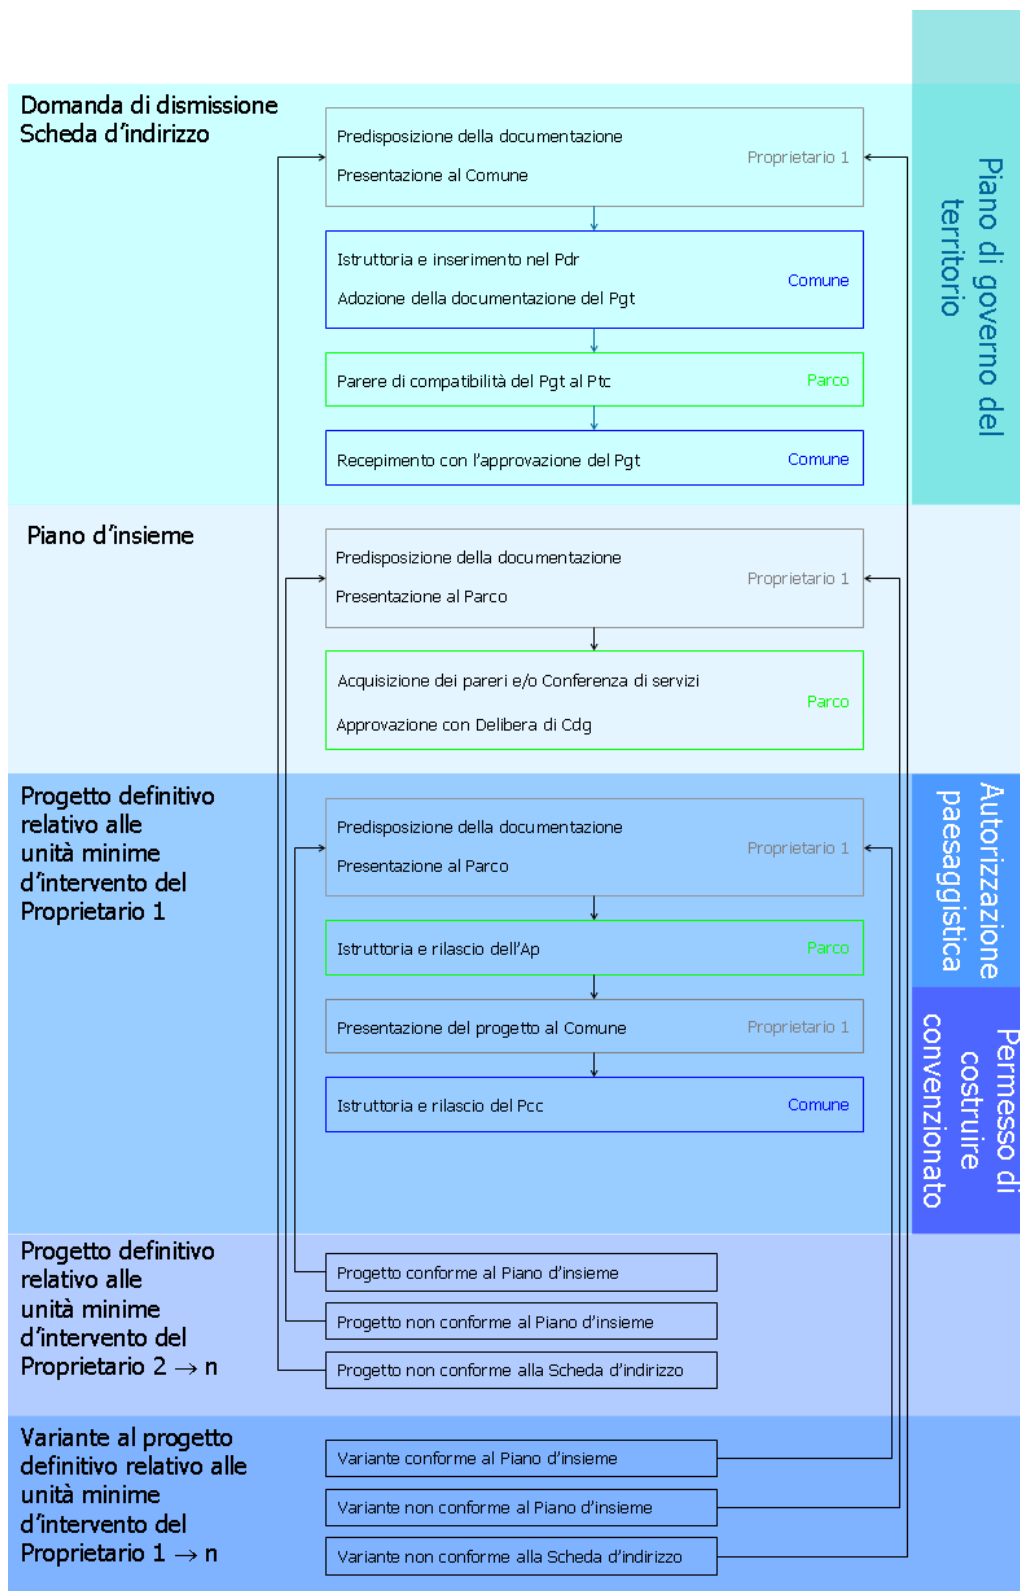 Domanda di dismissione
Scheda d'indirizzo
Predisposizione della documentazione
Proprietario 1
Presentazione al Comune
Istruttoria e inserimento nel Pdr
Comune
Adozione della documentazione del Pgt
Parere di compatibilità del Pgt al Ptc
Parco
Recepimento con l'approvazione del Pgt
Comune
Piano di governo del
territorio
Piano d'insieme
Predisposizione della documentazione
Proprietario 1
Presentazione al Parco
Acquisizione dei pareri e/o Conferenza di servizi
Parco
Approvazione con Delibera di Cdg
Progetto definitivo
relativo alle
unità minime
d'intervento del
Proprietario 1
Predisposizione della documentazione
Proprietario 1
Presentazione al Parco
Istruttoria e rilascio dell'Ap
Parco
Presentazione del progetto al Comune
Proprietario 1
Istruttoria e rilascio del Pcc
Comune
Autorizzazione
paesaggistica
Permesso di
costruire
convenzionato
Progetto definitivo
relativo alle
unità minime
d'intervento del
Proprietario 2 → n
Progetto conforme al Piano d'insieme
Progetto non conforme al Piano d'insieme
Progetto non conforme alla Scheda d'indirizzo
Variante al progetto
definitivo relativo alle
unità minime
d'intervento del
Proprietario 1 → n
Variante conforme al Piano d'insieme
Variante non conforme al Piano d'insieme
Variante non conforme alla Scheda d'indirizzo